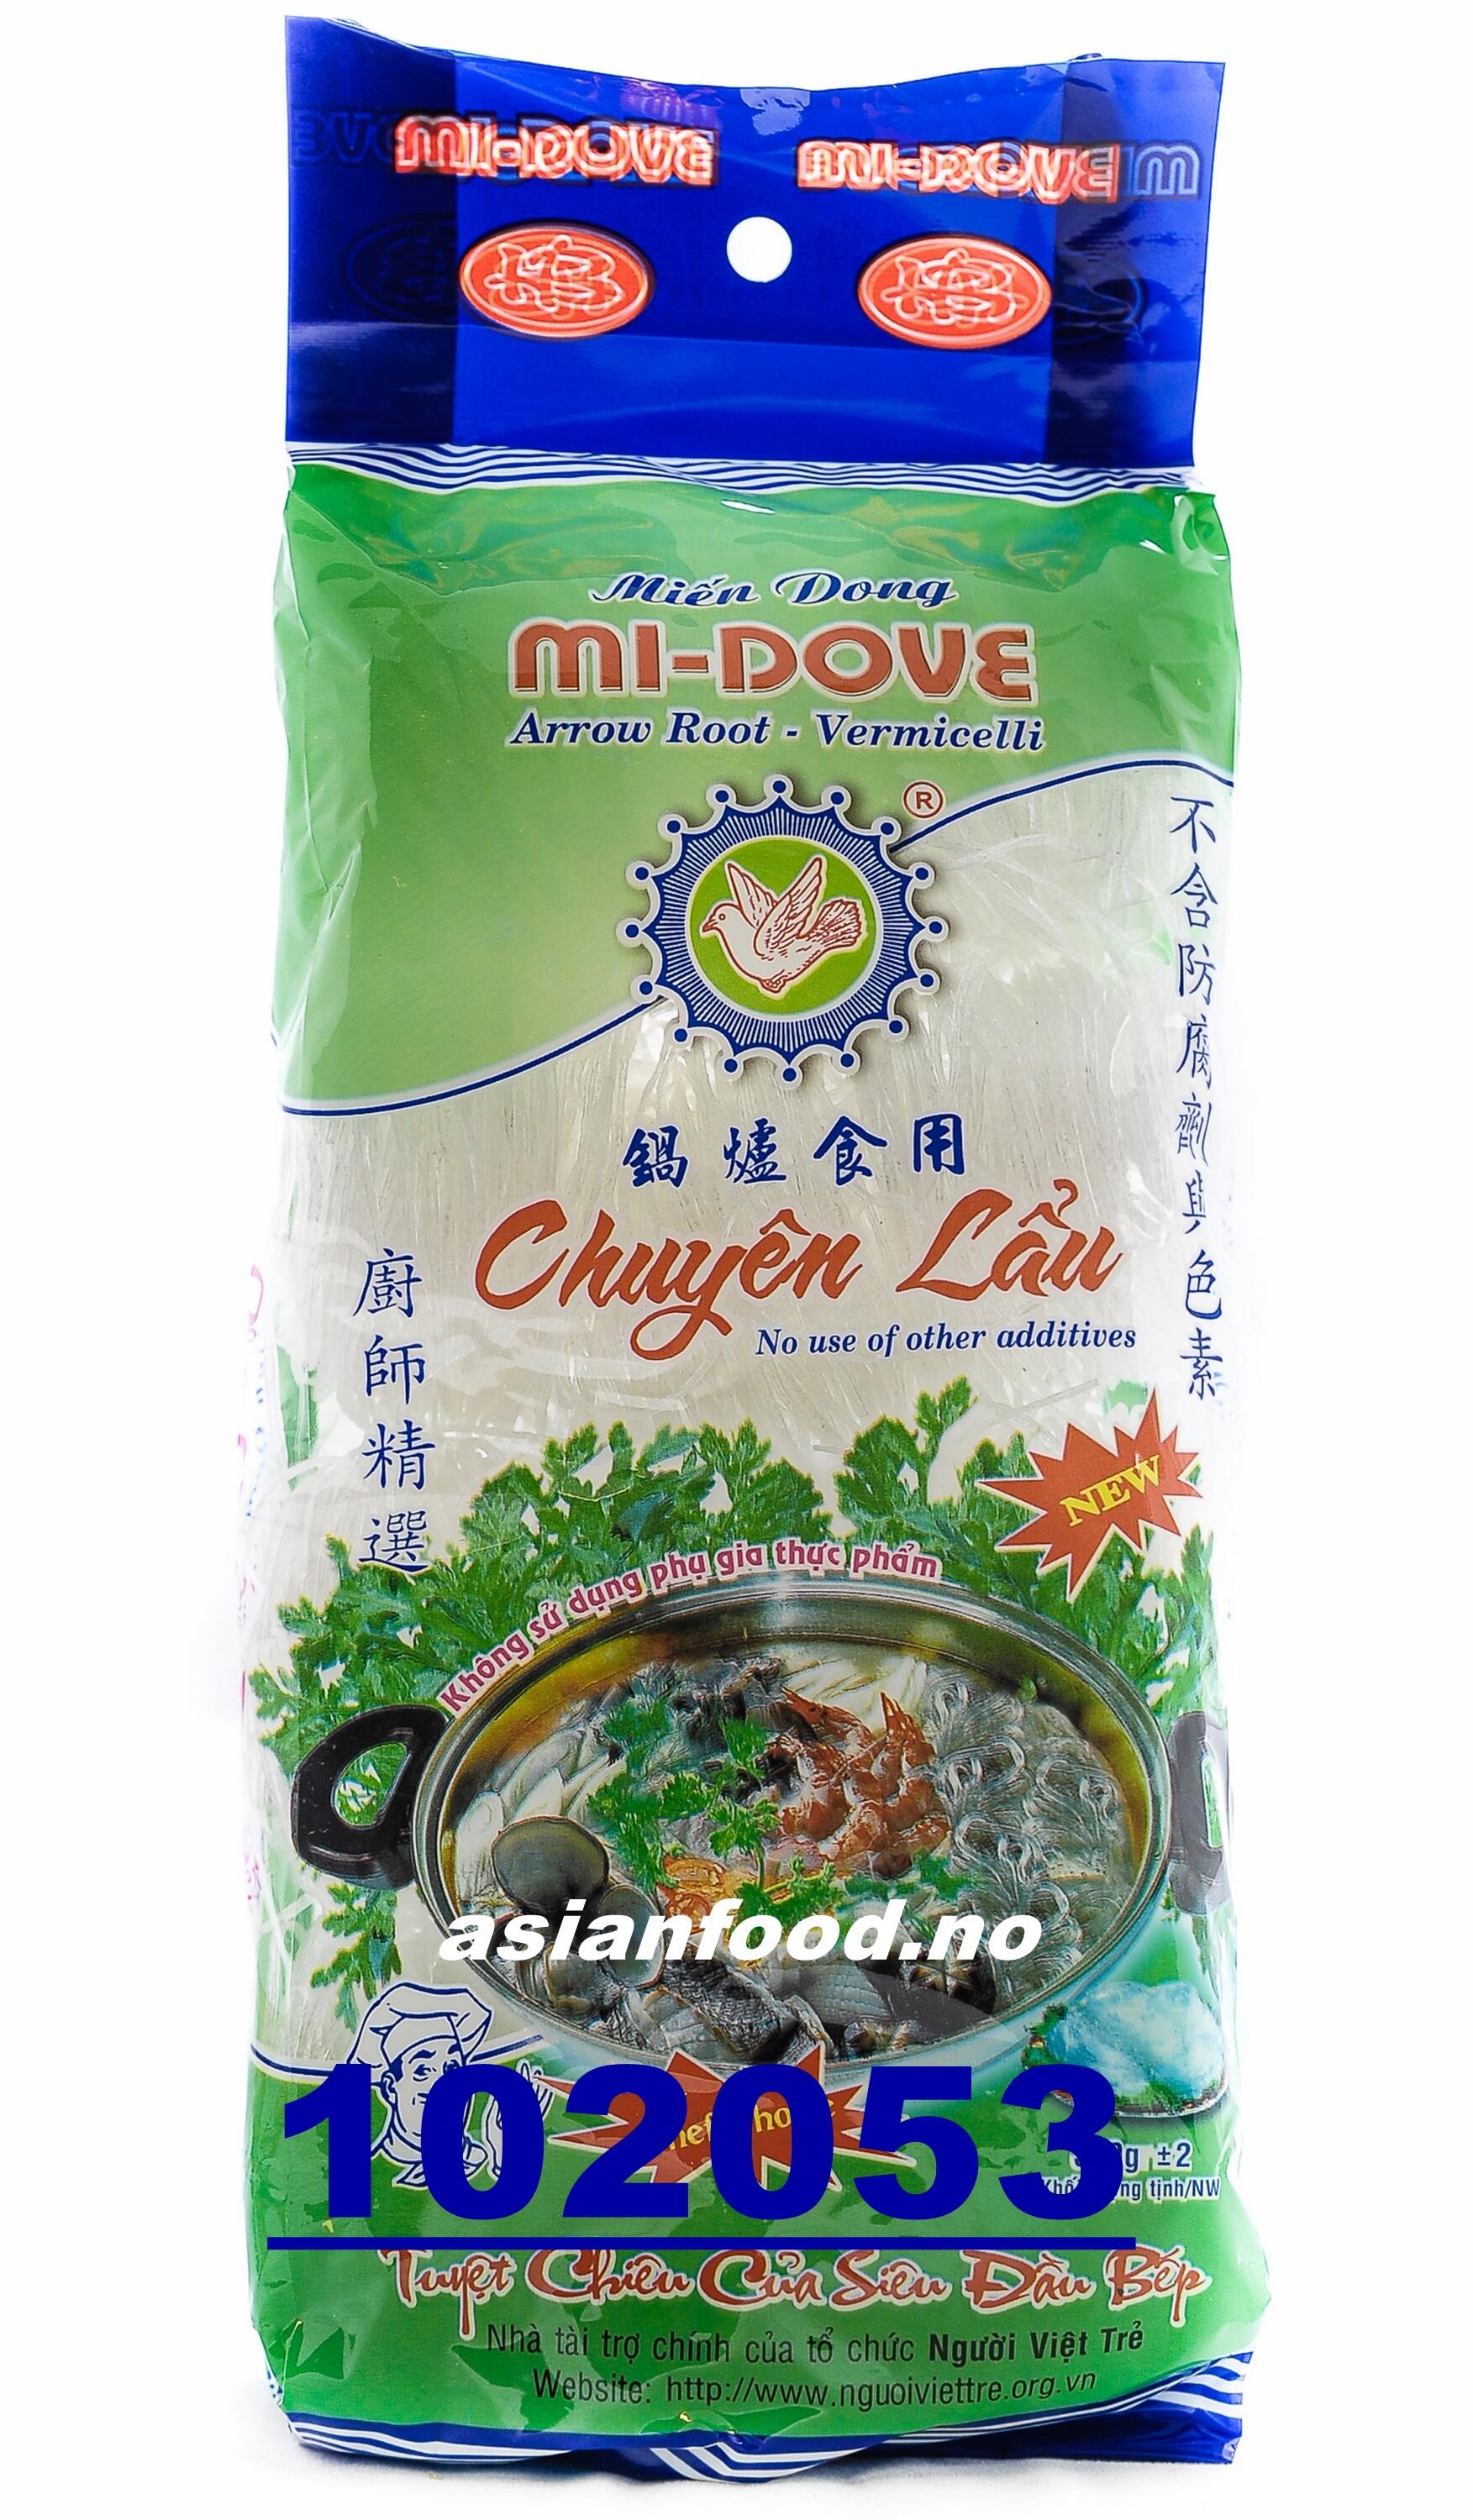 MI-DOVE MI-DOVE
Miến Dong
MI-DOVE
Arrow Root - Vermicelli
®
不含防腐劑與色素
鍋爐食用
Chuyên Lẩu
No use of other additives
廚師精選
NEW
Không sử dụng phụ gia thực phẩm
asianfood.no
102053
±2
tịnh/NW
Tuyệt Chiêu Của Siêu Đầu Bếp
Nhà tài trợ chính của tổ chức Người Việt Trẻ
Website: http://www.nguoiviettre.org.vn